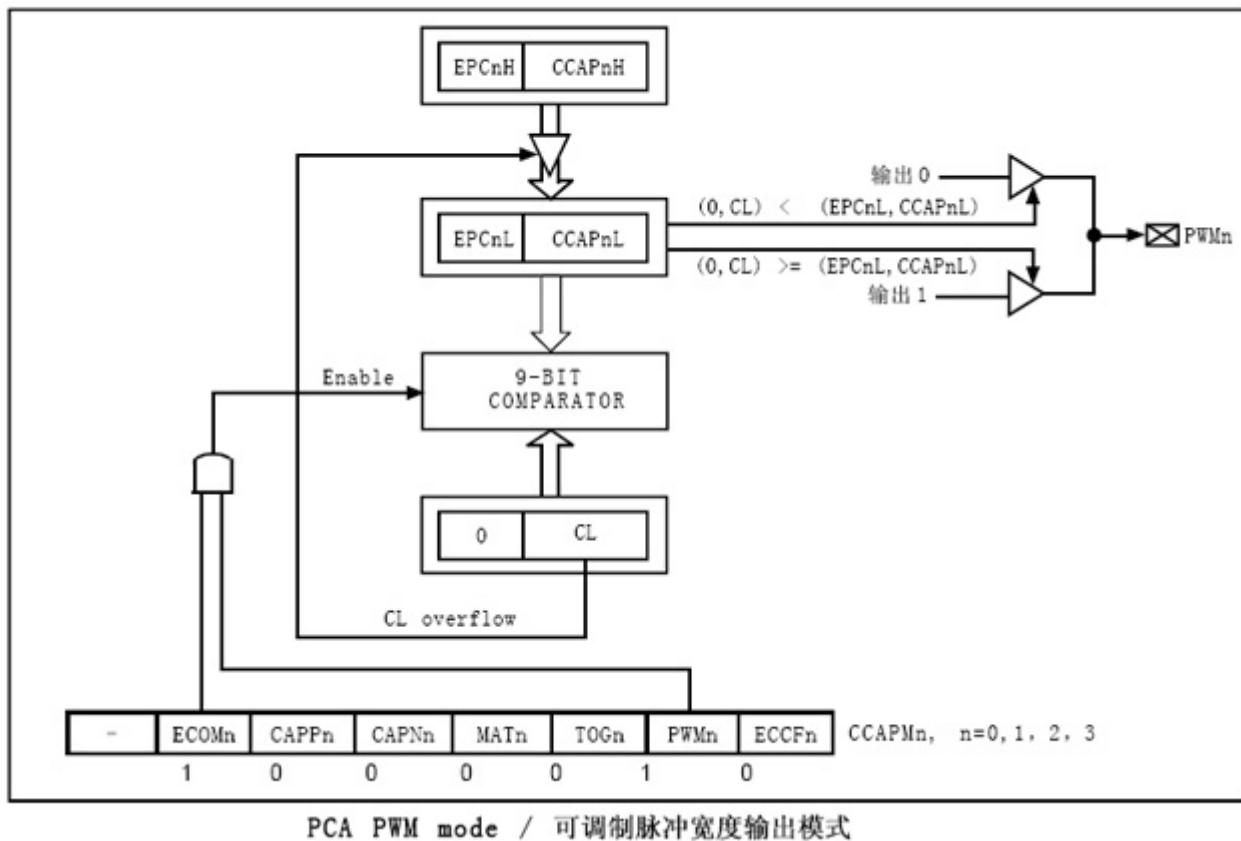 EPCnH CCAPnH
输出0
(0,CL) < (EPCnL,CCAPnL)
EPCnL CCAPnL
PWMn
(0,CL) >= (EPCnL,CCAPnL)
输出1
Enable
9-BIT
COMPARATOR
0 CL
CL overflow
- ECOMn CAPPn CAPNn MATn TOGn PWMn ECCFn CCAPMn, n=0,1,2,3
1 0 0 0 0 1 0
PCA PWM mode / 可调制脉冲宽度输出模式